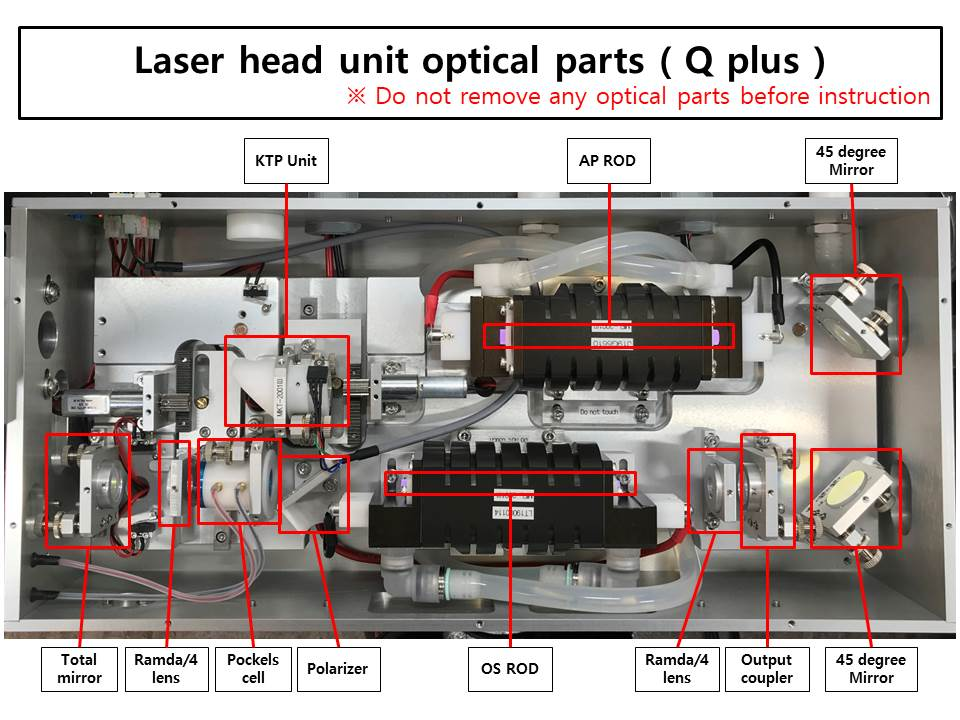 Laser head unit optical parts ( Q plus )
※ Do not remove any optical parts before instruction
KTP Unit
AP ROD
45 degree
Mirror
Do not touch
Total
mirror
Ramda/4
lens
Pockels
cell
Polarizer
OS ROD
Ramda/4
lens
Output
coupler
45 degree
Mirror